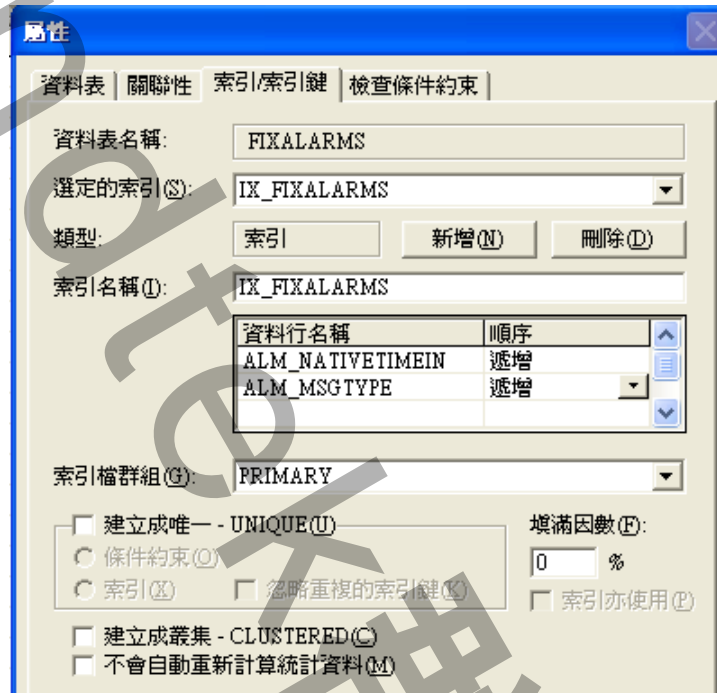 屬性
資料表 關聯性 索引/索引鍵 檢查條件約束
資料表名稱: FIXALARMS
選定的索引(S): IX_FIXALARMS
類型: 索引 新增(N) 刪除(D)
索引名稱(I): IX_FIXALARMS
資料行名稱 順序
ALM_NATIVETIMEIN 遞增
ALM_MSGTYPE 遞增
索引檔群組(G): PRIMARY
建立成唯一 - UNIQUE(U) 填滿因數(F):
條件約束(O) 0 %
索引(X) 忽略重複的索引鍵(K) 索引亦使用(P)
建立成叢集 - CLUSTERED(C)
不會自動重新計算統計資料(M)